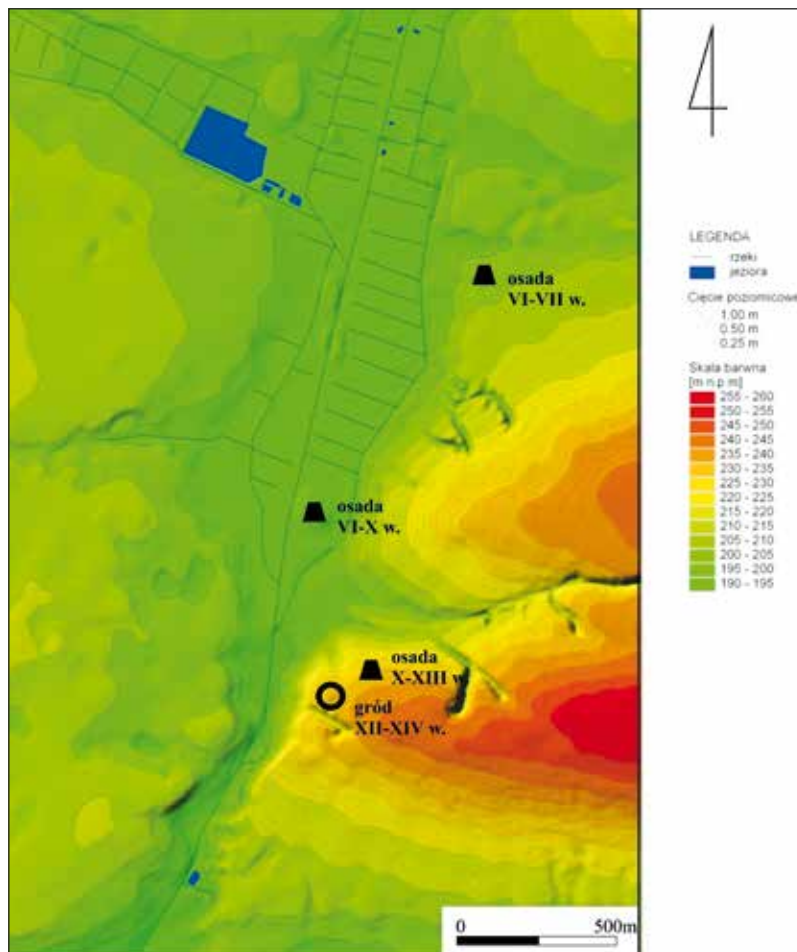 osada
VI-VII w.
osada
VI-X w.
osada
X-XIII w.
gród
XII-XIV w.
0 500m
LEGENDA
rzeki
jeziora
Cięcie poziomicowe
1.00 m
0.50 m
0.25 m
Skala barwna
[m n.p.m]
255 - 260
250 - 255
245 - 250
240 - 245
235 - 240
230 - 235
225 - 230
220 - 225
215 - 220
210 - 215
205 - 210
200 - 205
195 - 200
190 - 195